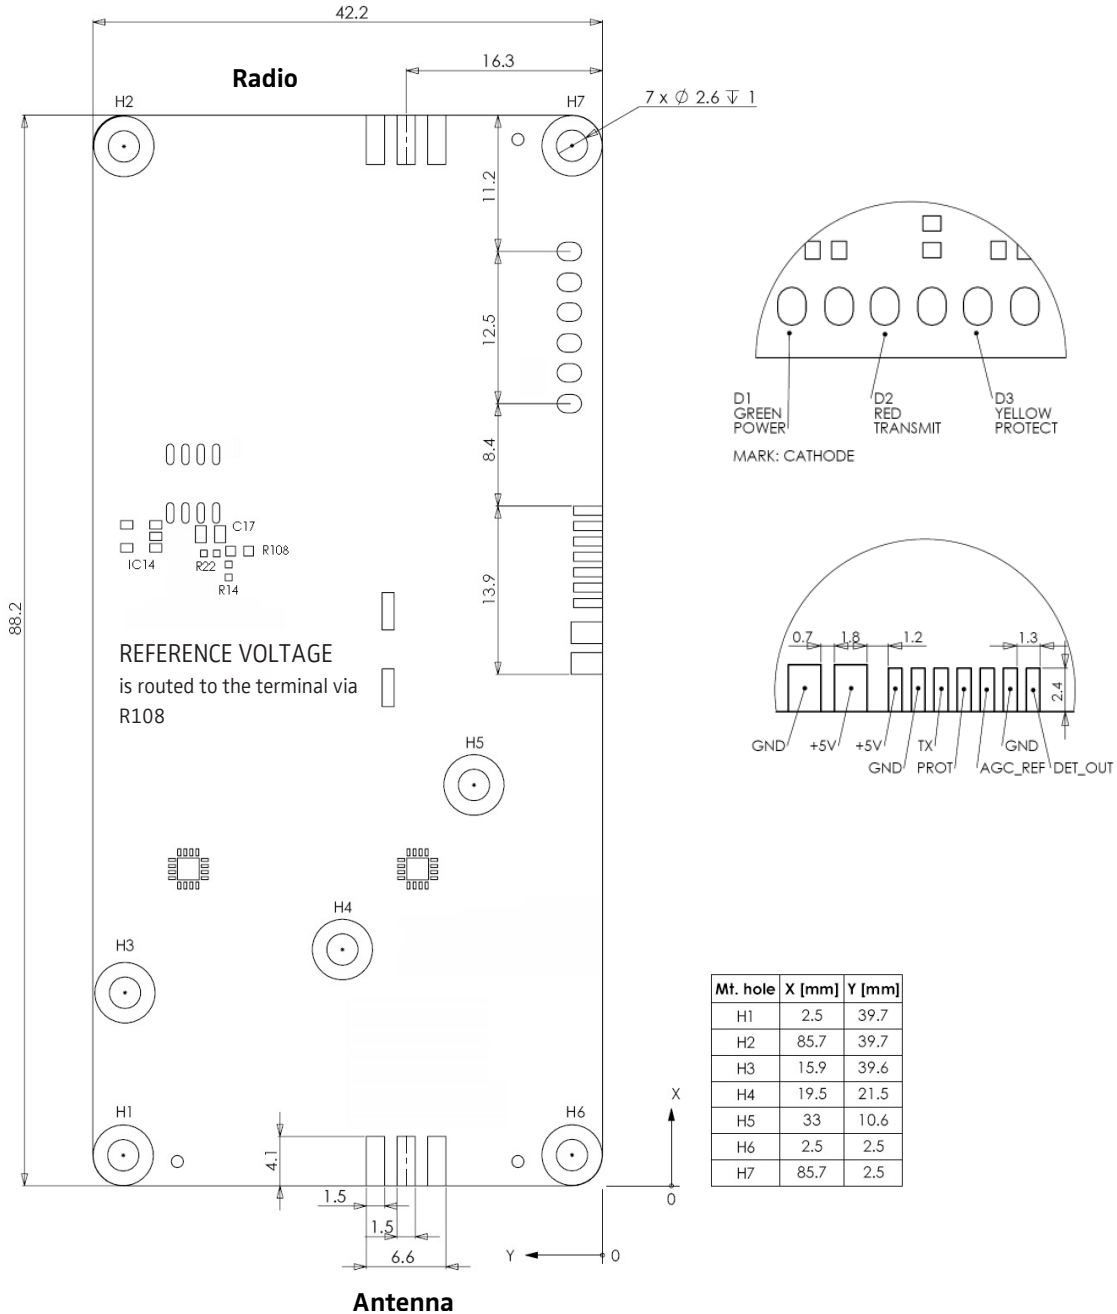 42.2
16.3
Radio
7 x ∅ 2.6 ↧ 1
H2
H7
11.2
12.5
8.4
13.9
88.2
C17
R108
IC14
R22
R14
REFERENCE VOLTAGE
is routed to the terminal via
R108
H5
H4
H3
H1
H6
4.1
1.5
1.5
6.6
Y
0
X
0
Antenna
D1
GREEN
POWER
D2
RED
TRANSMIT
D3
YELLOW
PROTECT
MARK: CATHODE
0.7
1.8
1.2
1.3
2.4
GND
+5V
+5V
TX
GND
GND
PROT
AGC_REF
DET_OUT
Mt. hole X [mm] Y [mm]
H1 2.5 39.7
H2 85.7 39.7
H3 15.9 39.6
H4 19.5 21.5
H5 33 10.6
H6 2.5 2.5
H7 85.7 2.5